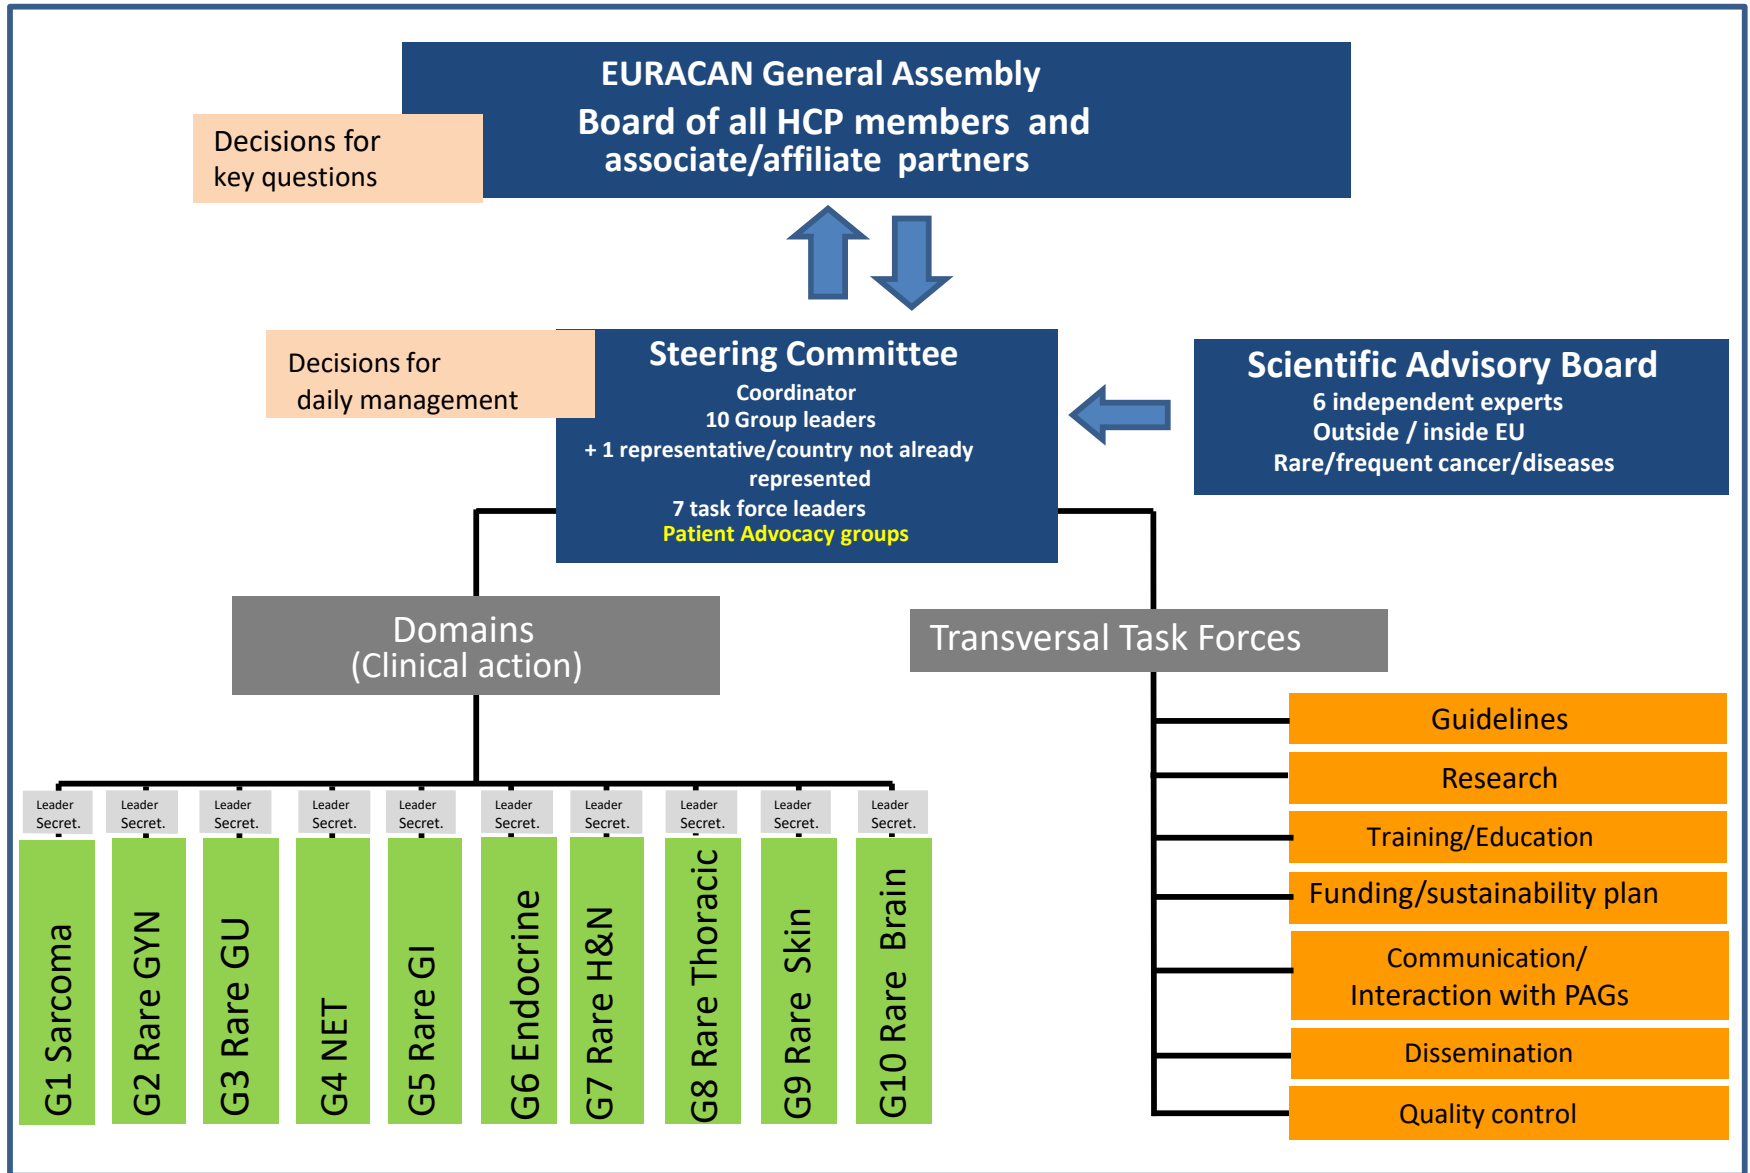 EURACAN General Assembly
Board of all HCP members and
associate/affiliate partners
Decisions for
key questions
Decisions for
daily management
Steering Committee
Coordinator
10 Group leaders
+ 1 representative/country not already
represented
7 task force leaders
Patient Advocacy groups
Scientific Advisory Board
6 independent experts
Outside / inside EU
Rare/frequent cancer/diseases
Domains
(Clinical action)
Transversal Task Forces
Leader
Secret.
Leader
Secret.
Leader
Secret.
Leader
Secret.
Leader
Secret.
Leader
Secret.
Leader
Secret.
Leader
Secret.
Leader
Secret.
Leader
Secret.
G1 Sarcoma
G2 Rare GYN
G3 Rare GU
G4 NET
G5 Rare GI
G6 Endocrine
G7 Rare H&N
G8 Rare Thoracic
G9 Rare Skin
G10 Rare Brain
Guidelines
Research
Training/Education
Funding/sustainability plan
Communication/
Interaction with PAGs
Dissemination
Quality control